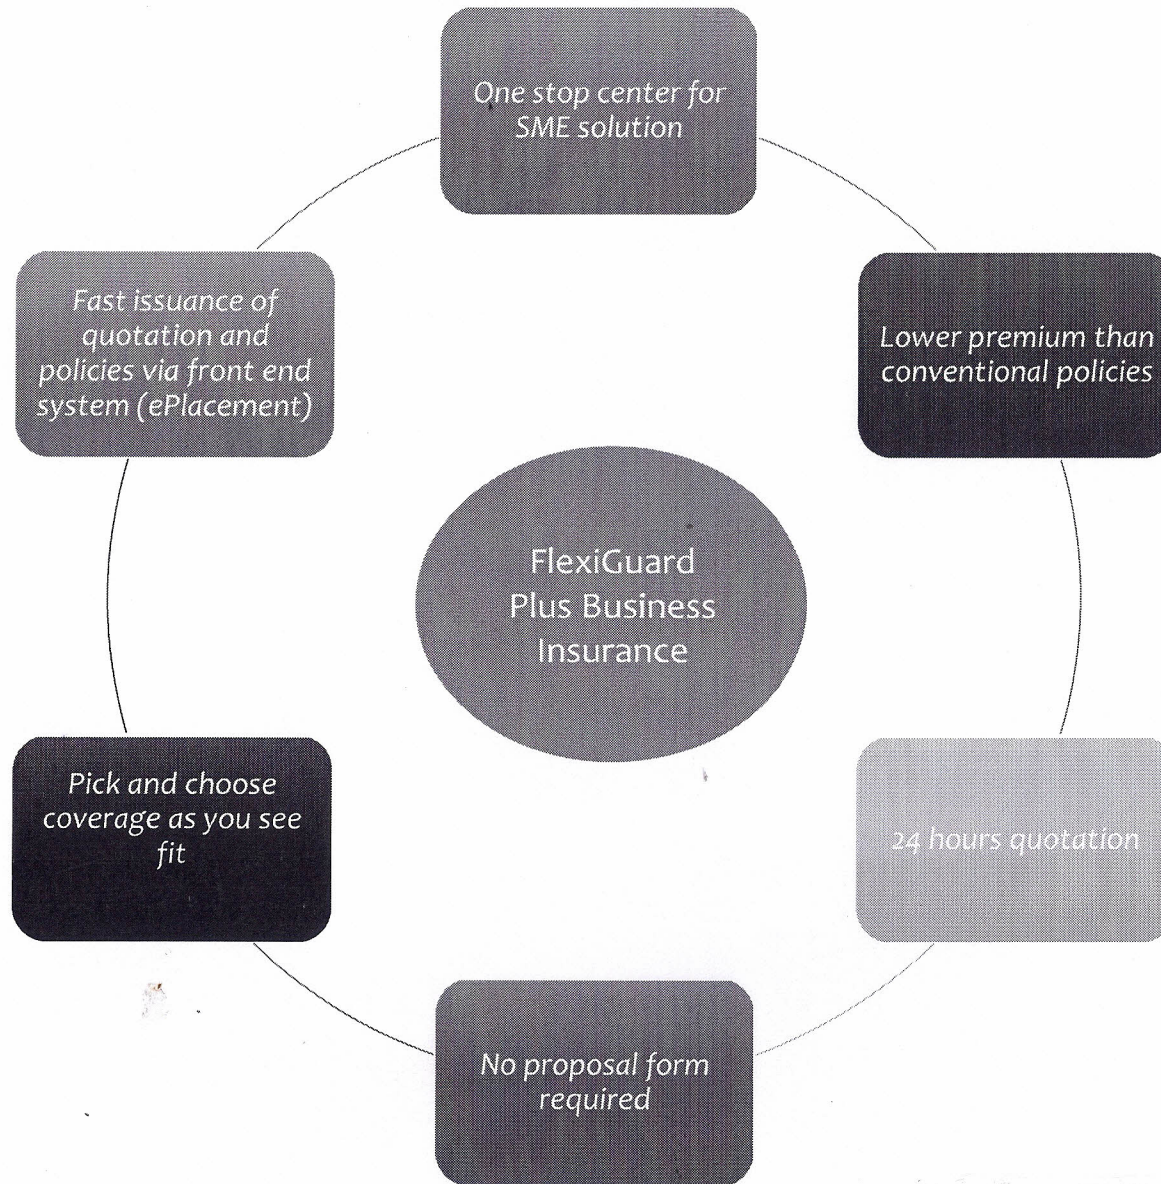 One stop center for
SME solution
Fast issuance of
quotation and
policies via front end
system (ePlacement)
Lower premium than
conventional policies
FlexiGuard
Plus Business
Insurance
Pick and choose
coverage as you see
fit
24 hours quotation
No proposal form
required